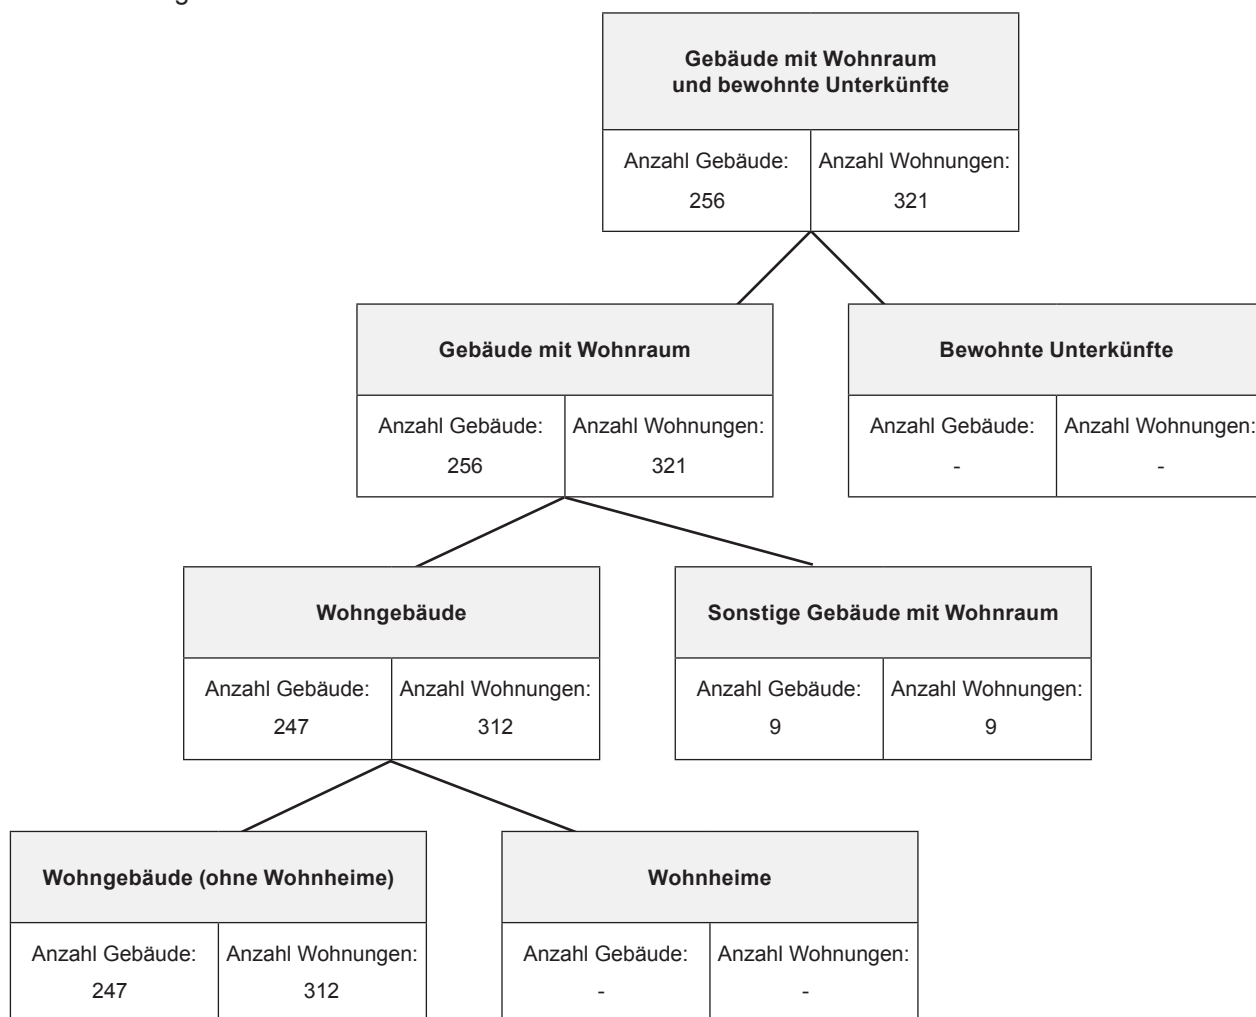 Gebäude mit Wohnraum
und bewohnte Unterkünfte
Anzahl Gebäude: Anzahl Wohnungen:
256 321
Gebäude mit Wohnraum
Anzahl Gebäude: Anzahl Wohnungen:
256 321
Bewohnte Unterkünfte
Anzahl Gebäude: Anzahl Wohnungen:
- -
Wohngebäude
Anzahl Gebäude: Anzahl Wohnungen:
247 312
Sonstige Gebäude mit Wohnraum
Anzahl Gebäude: Anzahl Wohnungen:
9 9
Wohngebäude (ohne Wohnheime)
Anzahl Gebäude: Anzahl Wohnungen:
247 312
Wohnheime
Anzahl Gebäude: Anzahl Wohnungen:
- -